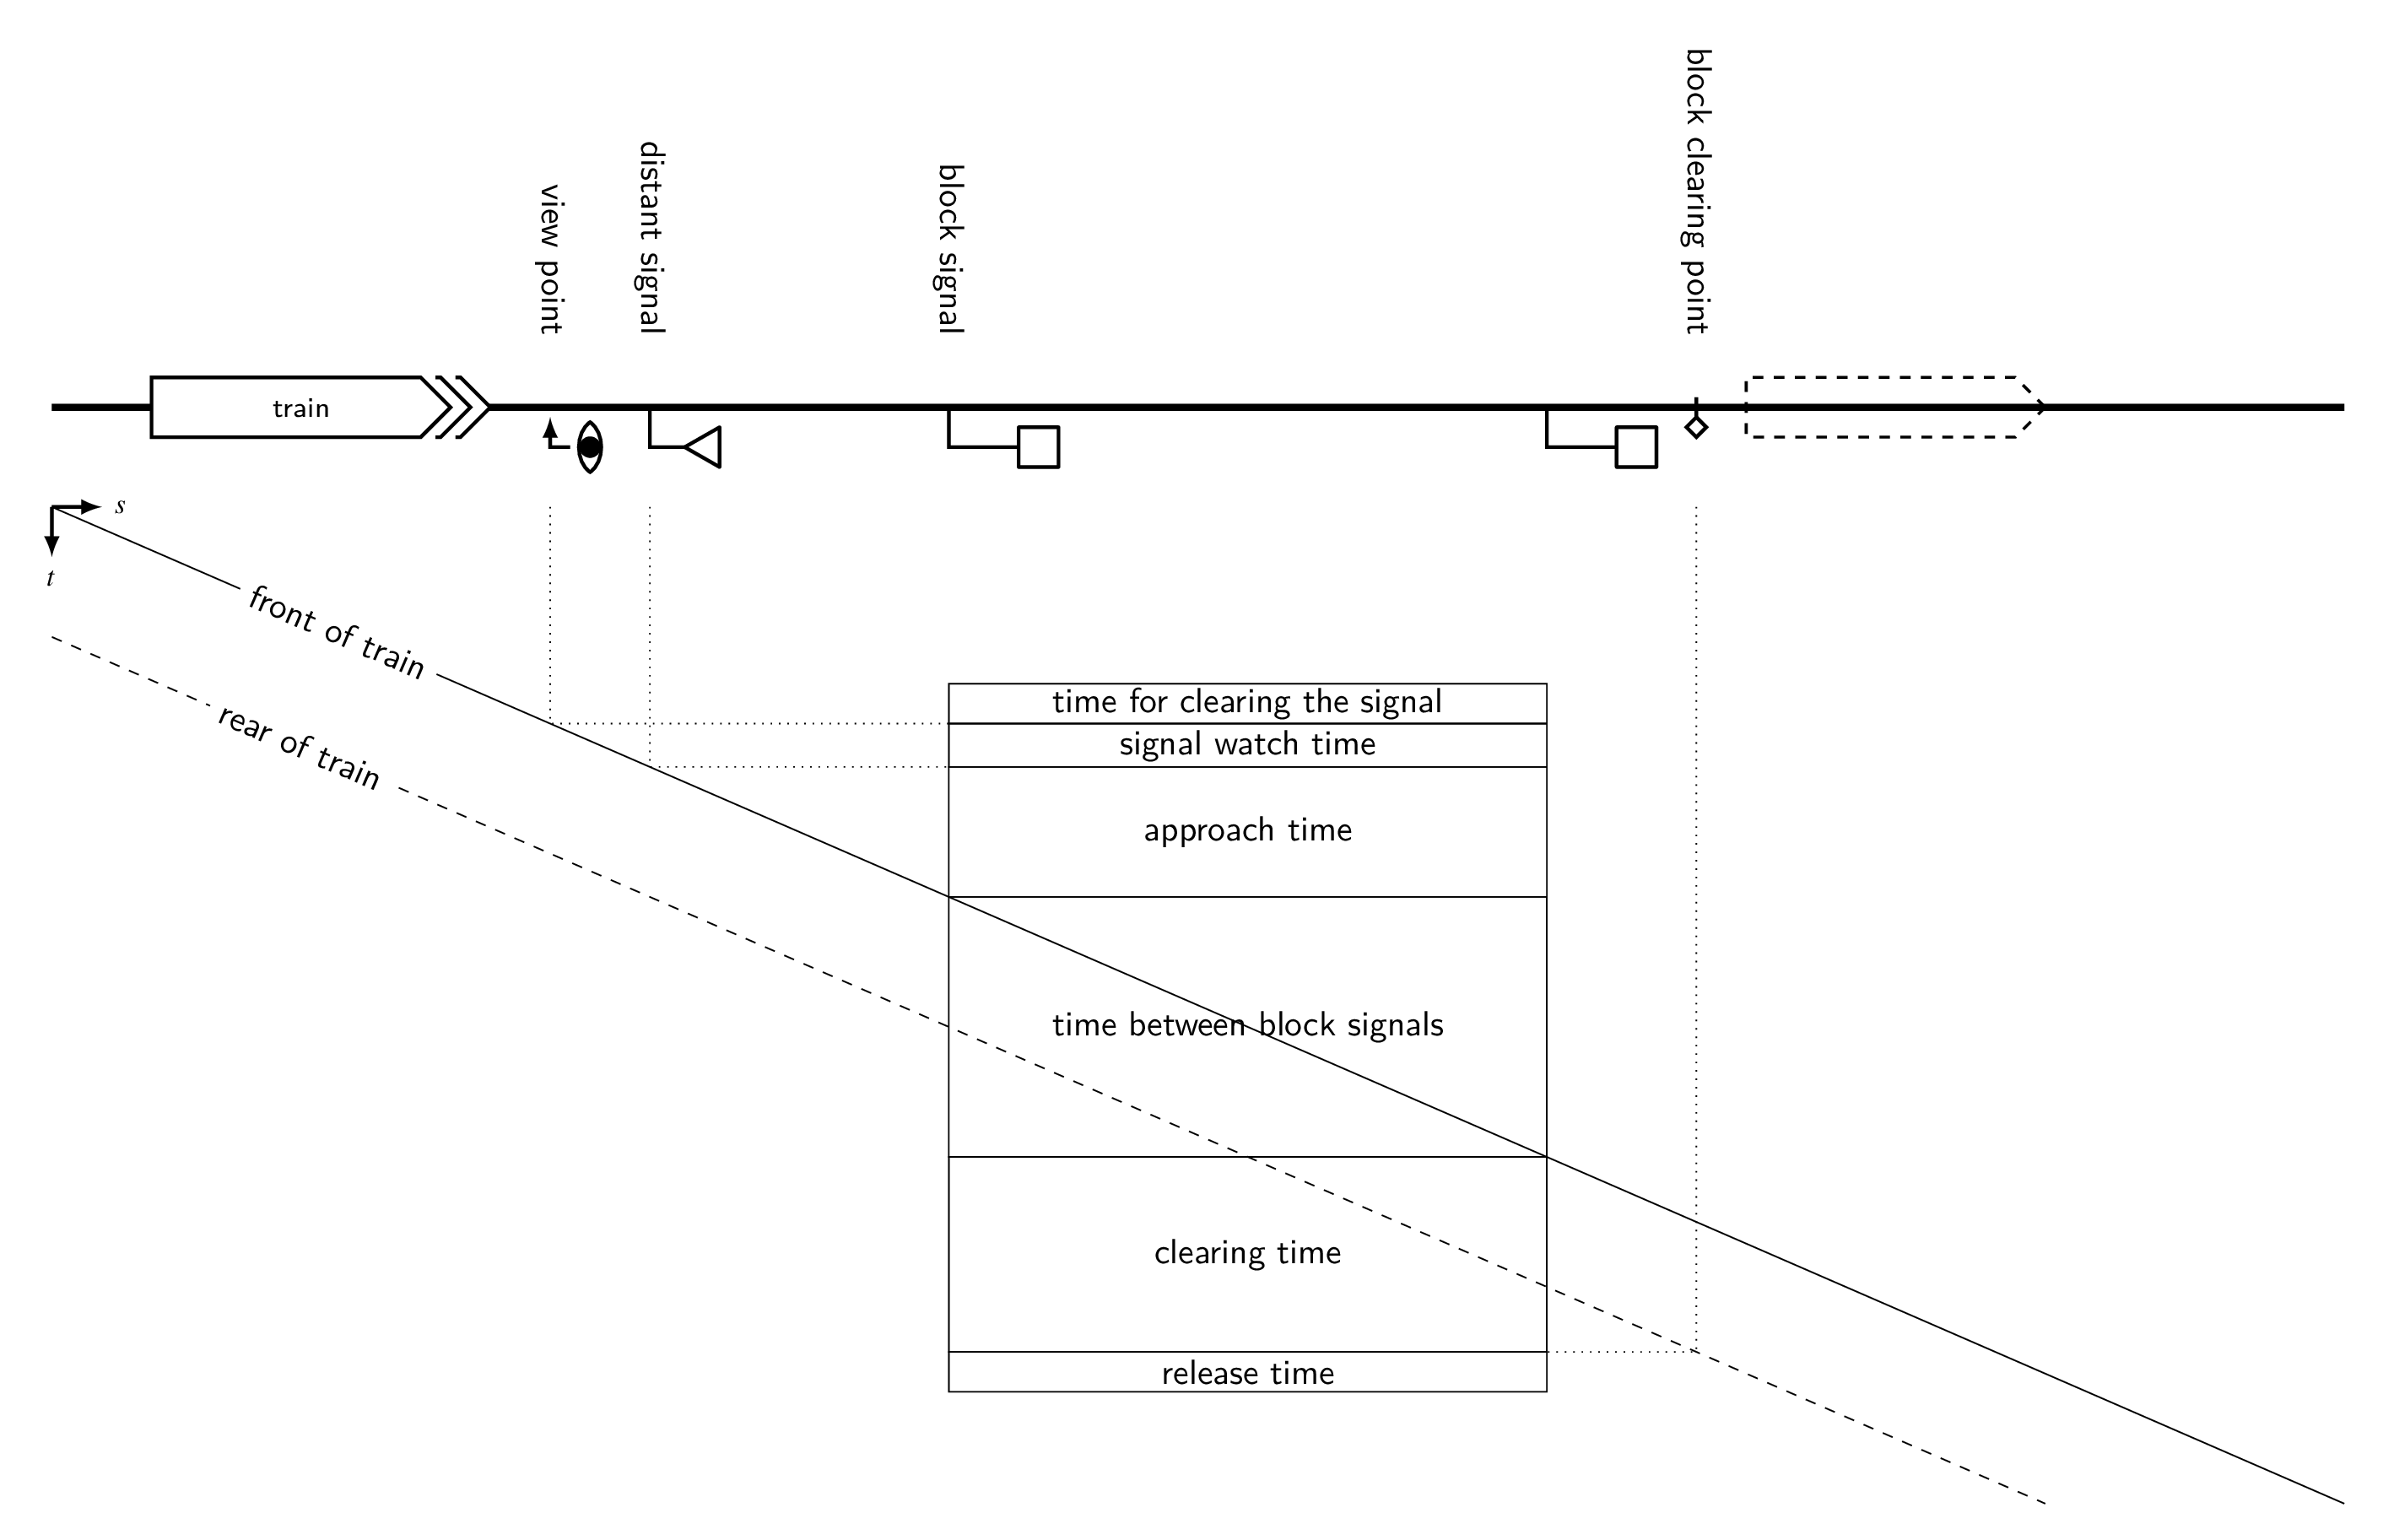 view point
distant signal
block signal
block clearing point
train
s
t
front of train
rear of train
time for clearing the signal
signal watch time
approach time
time between block signals
clearing time
release time